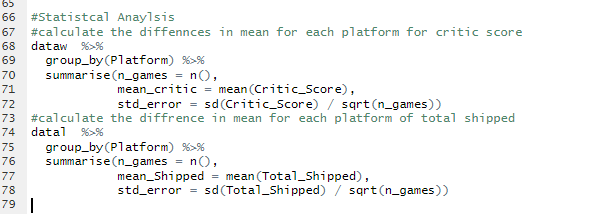 65
66 #Statistcal Anaylsis
67 #calculate the diffennces in mean for each platform for critic score
68 dataw %>%
69 group_by(Platform) %>%
70 summarise(n_games = n(),
71 mean_critic = mean(Critic_Score),
72 std_error = sd(Critic_Score) / sqrt(n_games))
73 #calculate the diffrence in mean for each platform of total shipped
74 datal %>%
75 group_by(Platform) %>%
76 summarise(n_games = n(),
77 mean_Shipped = mean(Total_Shipped),
78 std_error = sd(Total_Shipped) / sqrt(n_games))
79